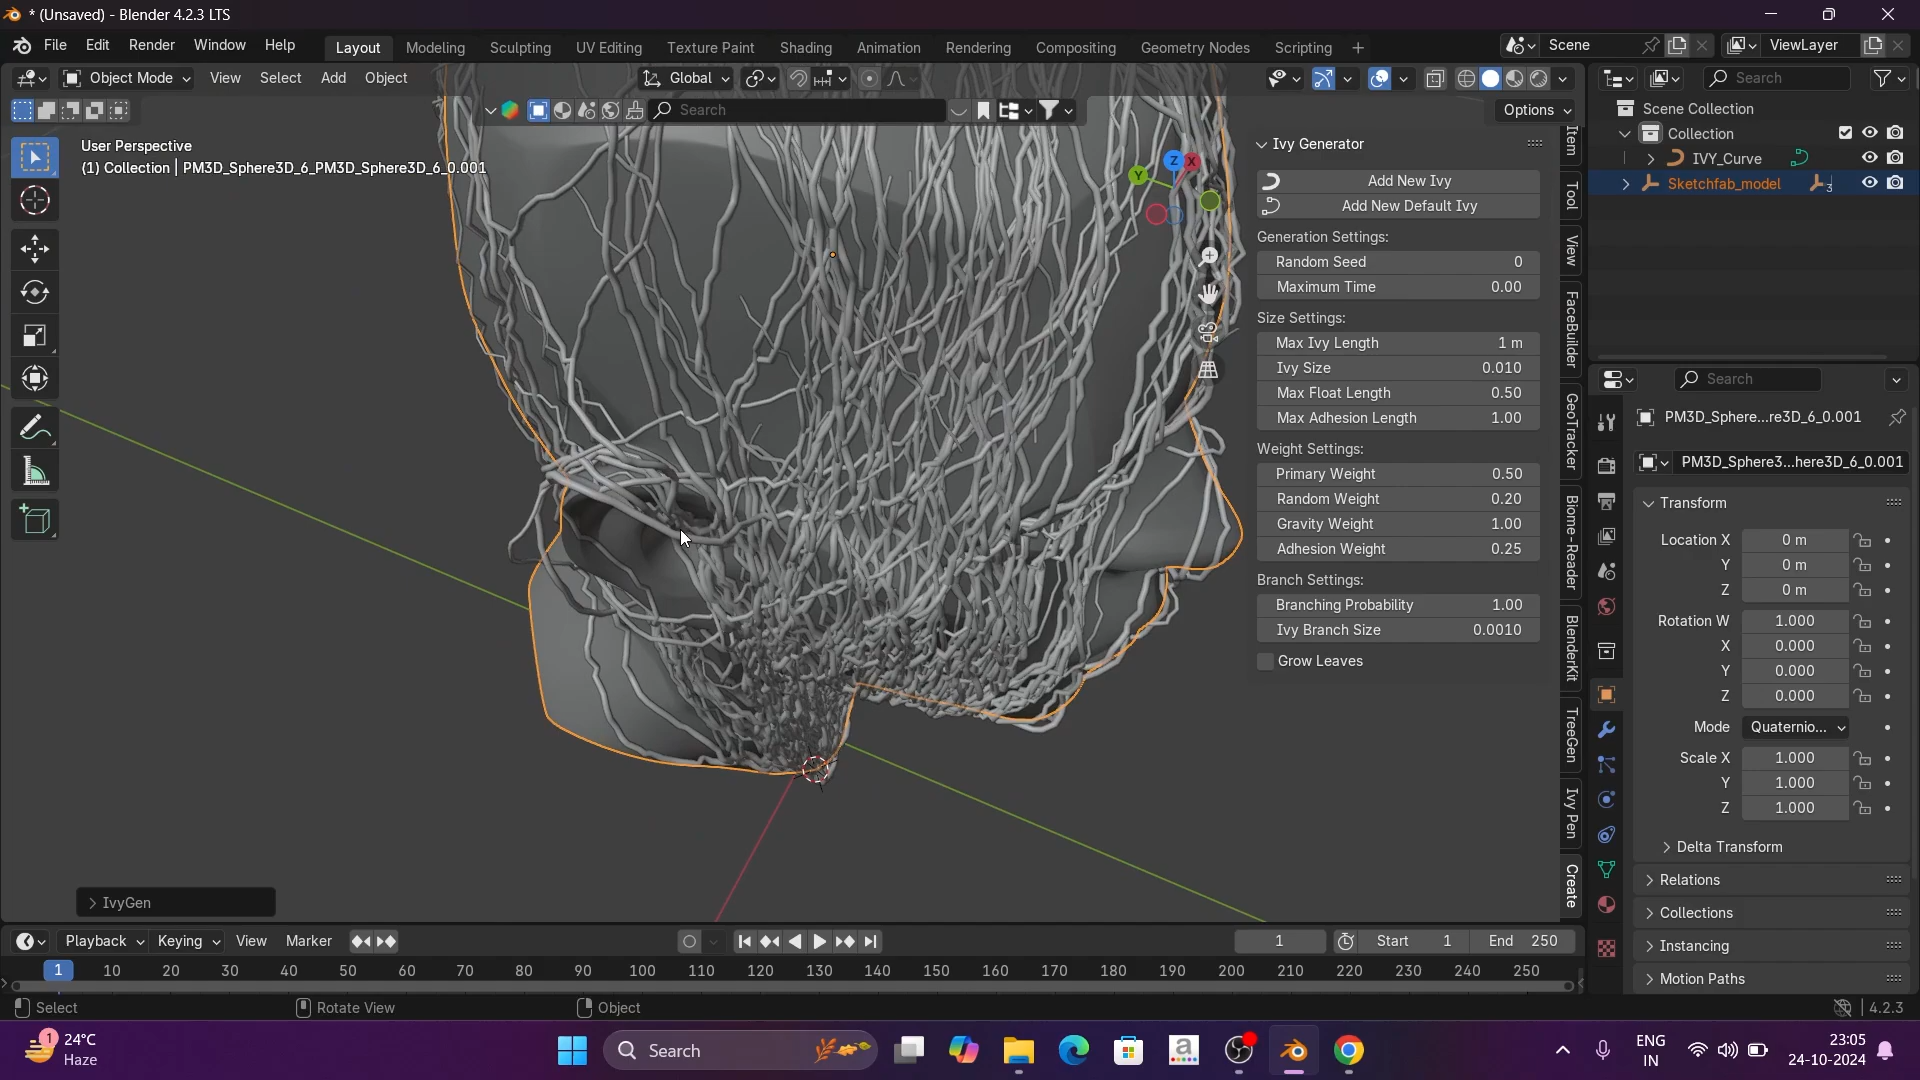 * (Unsaved) - Blender 4.2.3 LTS
File Edit Render Window Help
Layout Modeling Sculpting UV Editing Texture Paint Shading Animation Rendering Compositing Geometry Nodes Scripting +
Scene
ViewLayer
Object Mode View Select Add Object
Global
Search
Search
Options
User Perspective
(1) Collection | PM3D_Sphere3D_6_PM3D_Sphere3D_6_0.001
Scene Collection
Collection
IVY_Curve
Sketchfab_model
3
X
Y
Z
Ivy Generator
Add New Ivy
Add New Default Ivy
Generation Settings:
Random Seed 0
Maximum Time 0.00
Size Settings:
Max Ivy Length 1 m
Ivy Size 0.010
Max Float Length 0.50
Max Adhesion Length 1.00
Weight Settings:
Primary Weight 0.50
Random Weight 0.20
Gravity Weight 1.00
Adhesion Weight 0.25
Branch Settings:
Branching Probability 1.00
Ivy Branch Size 0.0010
Grow Leaves
Item
Tool
View
FaceBuilder
GeoTracker
Biome-Reader
BlenderKit
TreeGen
Ivy Pen
Create
Search
PM3D_Sphere...re3D_6_0.001
PM3D_Sphere3...here3D_6_0.001
Transform
Location X 0 m
Y 0 m
Z 0 m
Rotation W 1.000
X 0.000
Y 0.000
Z 0.000
Mode Quaternio...
Scale X 1.000
Y 1.000
Z 1.000
Delta Transform
Relations
Collections
Instancing
Motion Paths
IvyGen
Playback Keying View Marker
1
Start 1
End 250
1 10 20 30 40 50 60 70 80 90 100 110 120 130 140 150 160 170 180 190 200 210 220 230 240 250
Select
Rotate View
Object
4.2.3
1
24°C
Haze
Search
a
ENG
IN
23:05
24-10-2024